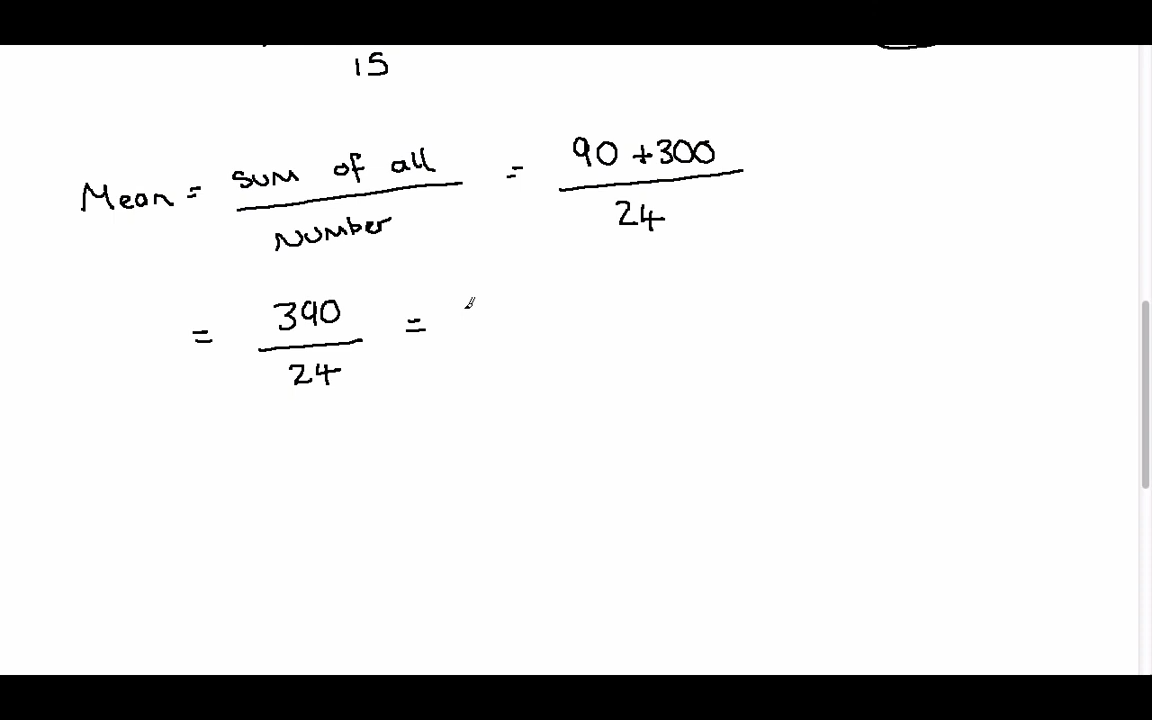 15
Mean = sum of all / Number = 90 + 300 / 24
= 390 / 24 =